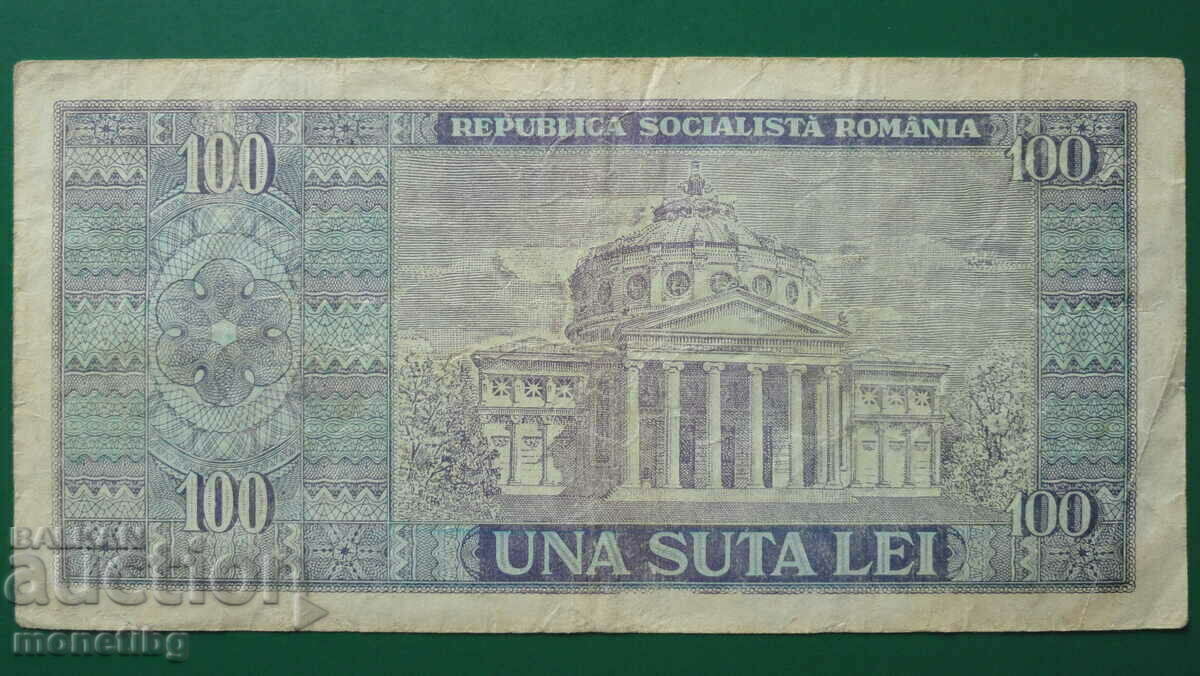 REPUBLICA SOCIALISTĂ ROMÂNIA
100
100
100
100
UNA SUTA LEI
BALKAN
auction
monetibg